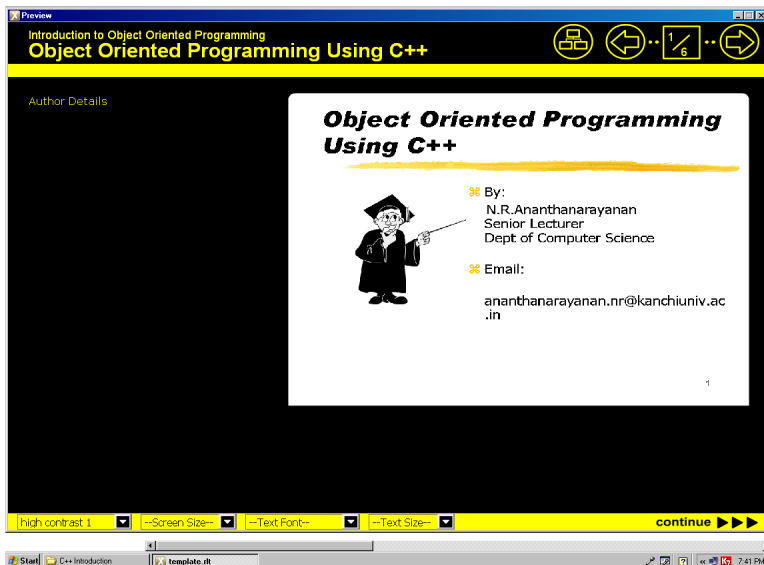 Preview
Introduction to Object Oriented Programming
Object Oriented Programming Using C++
1/6
Author Details
Object Oriented Programming
Using C++
By:
N.R.Ananthanarayanan
Senior Lecturer
Dept of Computer Science
Email:
ananthanarayanan.nr@kanchiuniv.ac
.in
1
high contrast 1 --Screen Size-- --Text Font-- --Text Size-- continue
Start C++ Introduction template.rlt 7:41 PM